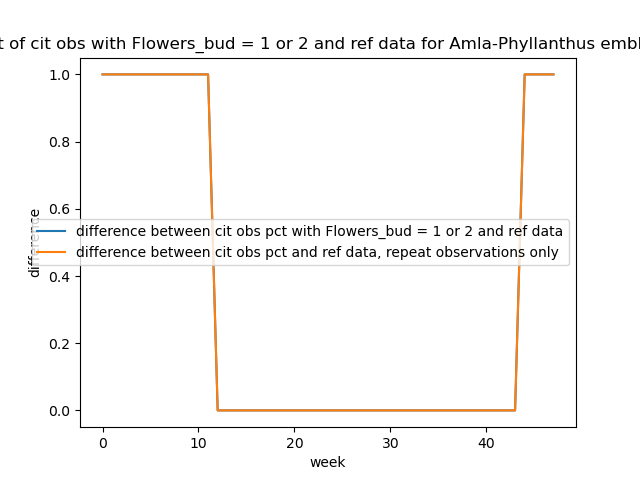 t of cit obs with Flowers_bud = 1 or 2 and ref data for Amla-Phyllanthus embl
1.0
0.8
0.6
0.4
0.2
0.0
difference
difference between cit obs pct with Flowers_bud = 1 or 2 and ref data
difference between cit obs pct and ref data, repeat observations only
0 10 20 30 40
week